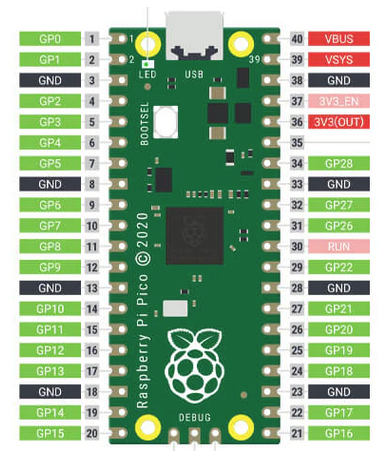 GP0 1 1 40 VBUS
GP1 2 2 LED USB 39 39 VSYS
GND 3 38 GND
GP2 4 37 3V3_EN
GP3 5 BOOTSEL 36 3V3(OUT)
GP4 6 35
GP5 7 34 GP28
GND 8 33 GND
GP6 9 32 GP27
GP7 10 31 GP26
GP8 11 30 RUN
GP9 12 29 GP22
GND 13 28 GND
GP10 14 27 GP21
GP11 15 26 GP20
GP12 16 25 GP19
GP13 17 24 GP18
GND 18 23 GND
GP14 19 DEBUG 22 GP17
GP15 20 21 GP16
Raspberry Pi Pico © 2020